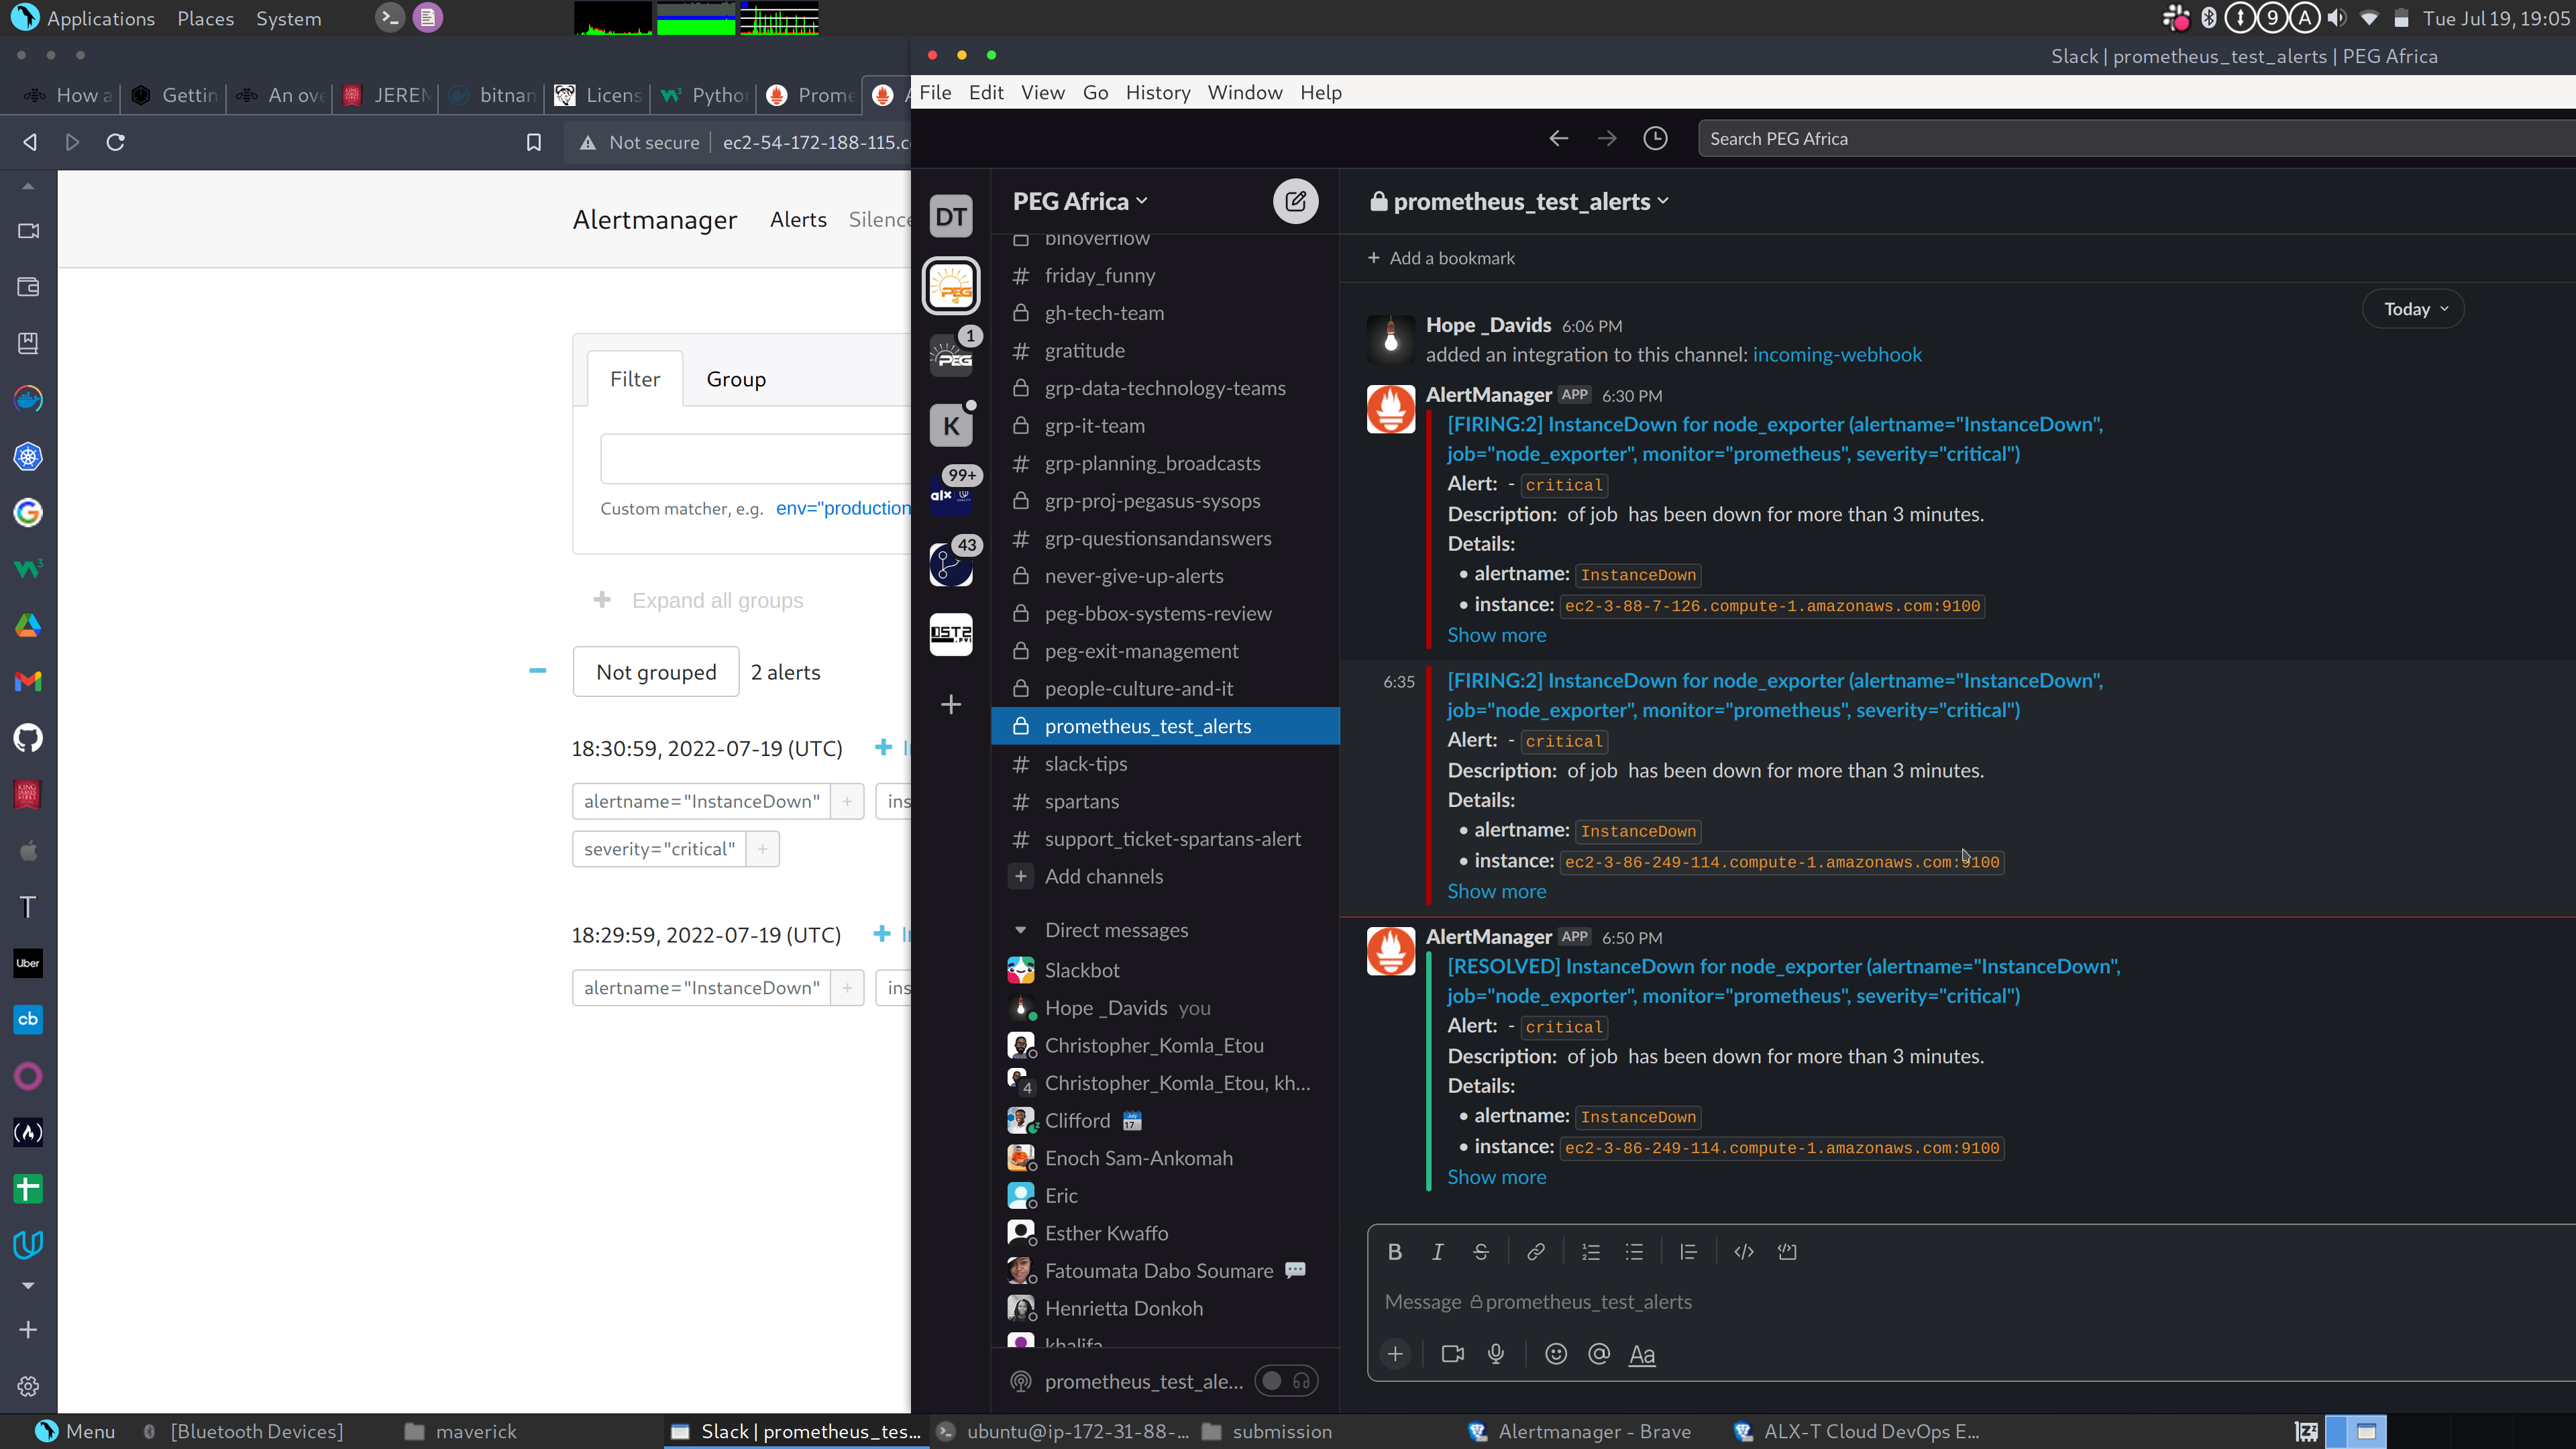 Applications Places System
9 A Tue Jul 19, 19:05
Slack | prometheus_test_alerts | PEG Africa
How a
Gettin
An ove
JEREM
bitnam
Licens
Python
Prome
File Edit View Go History Window Help
Not secure ec2-54-172-188-115.c
Search PEG Africa
Alertmanager Alerts Silence
Filter Group
Custom matcher, e.g. env="production
Expand all groups
Not grouped 2 alerts
18:30:59, 2022-07-19 (UTC)
alertname="InstanceDown" + ins
severity="critical" +
18:29:59, 2022-07-19 (UTC)
alertname="InstanceDown" + ins
Uber
cb
DT
PEG
1
PEG
K
99+
alx
43
PEG Africa
binoverflow
# friday_funny
gh-tech-team
# gratitude
grp-data-technology-teams
grp-it-team
# grp-planning_broadcasts
grp-proj-pegasus-sysops
# grp-questionsandanswers
never-give-up-alerts
peg-bbox-systems-review
peg-exit-management
people-culture-and-it
prometheus_test_alerts
# slack-tips
# spartans
# support_ticket-spartans-alert
+ Add channels
Direct messages
Slackbot
Hope _Davids you
Christopher_Komla_Etou
4 Christopher_Komla_Etou, kh...
Clifford
Enoch Sam-Ankomah
Eric
Esther Kwaffo
Fatoumata Dabo Soumare
Henrietta Donkoh
khalifa
prometheus_test_ale...
prometheus_test_alerts
+ Add a bookmark
Today
Hope _Davids 6:06 PM
added an integration to this channel: incoming-webhook
AlertManager APP 6:30 PM
[FIRING:2] InstanceDown for node_exporter (alertname="InstanceDown",
job="node_exporter", monitor="prometheus", severity="critical")
Alert: - critical
Description: of job has been down for more than 3 minutes.
Details:
• alertname: InstanceDown
• instance: ec2-3-88-7-126.compute-1.amazonaws.com:9100
Show more
6:35 [FIRING:2] InstanceDown for node_exporter (alertname="InstanceDown",
job="node_exporter", monitor="prometheus", severity="critical")
Alert: - critical
Description: of job has been down for more than 3 minutes.
Details:
• alertname: InstanceDown
• instance: ec2-3-86-249-114.compute-1.amazonaws.com:9100
Show more
AlertManager APP 6:50 PM
[RESOLVED] InstanceDown for node_exporter (alertname="InstanceDown",
job="node_exporter", monitor="prometheus", severity="critical")
Alert: - critical
Description: of job has been down for more than 3 minutes.
Details:
• alertname: InstanceDown
• instance: ec2-3-86-249-114.compute-1.amazonaws.com:9100
Show more
Message prometheus_test_alerts
Aa
Menu [Bluetooth Devices] maverick Slack | prometheus_tes... ubuntu@ip-172-31-88-... submission Alertmanager - Brave ALX-T Cloud DevOps E...